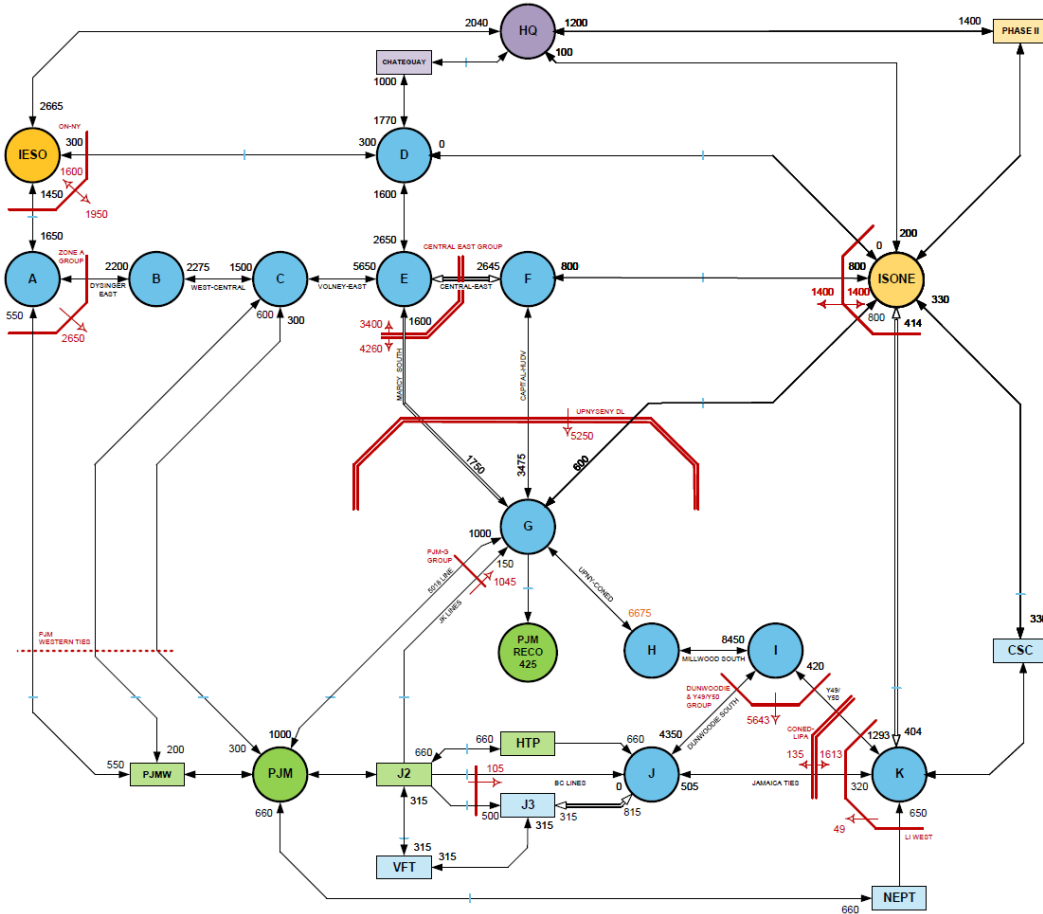 2040
HQ
1200
1400
PHASE II
100
CHATEGUAY
1000
2665
ON-NY
1770
IESO
300
300
D
0
1600
1450
1950
1600
1650
2650
200
0
ZONE A
GROUP
CENTRAL EAST GROUP
A
2200
B
2275
1500
C
5650
E
2645
F
800
800
ISONE
DYSINGER
EAST
WEST-CENTRAL
VOLNEY-EAST
CENTRAL-EAST
550
2650
600
300
1600
3400
4260
1400
1400
800
330
414
MARCY SOUTH
CAPITAL-HUDV
UPNYSENY DL
5250
1750
3475
600
G
1000
PJM-G
GROUP
150
1045
5018 LINE
JK LINES
UPNY-CONED
PJM
WESTERN TIES
PJM
RECO
425
6675
H
8450
I
MILLWOOD SOUTH
420
330
CSC
DUNWOODIE
& Y49/Y50
GROUP
Y49/
Y50
DUNWOODIE SOUTH
5643
CONED-
LIPA
200
300
1000
660
HTP
660
4350
135
1613
1293
404
550
PJMW
PJM
J2
660
105
BC LINES
J
505
JAMAICA TIES
320
K
0
315
500
J3
315
815
650
660
315
49
LI WEST
315
VFT
315
660
NEPT